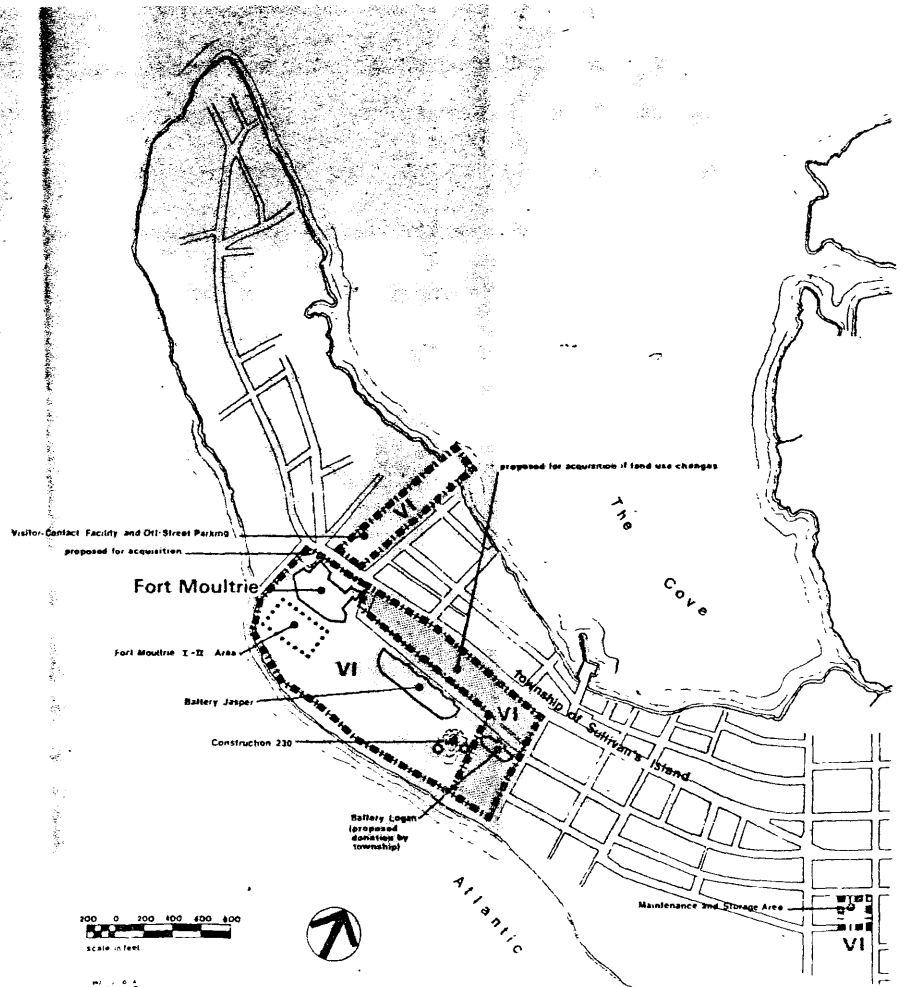 proposed for acquisition if land use changes
The
Cove
VI
Visitor-Contact Facility and Off-Street Parking
proposed for acquisition
Fort Moultrie
Fort Moultrie I-II Area
VI
Battery Jasper
VI
Township of Sullivan's Island
Construction 230
Battery Logan
(proposed
donation by
township)
Atlantic
Maintenance and Storage Area
VI
200 0 200 400 600 800
scale in feet